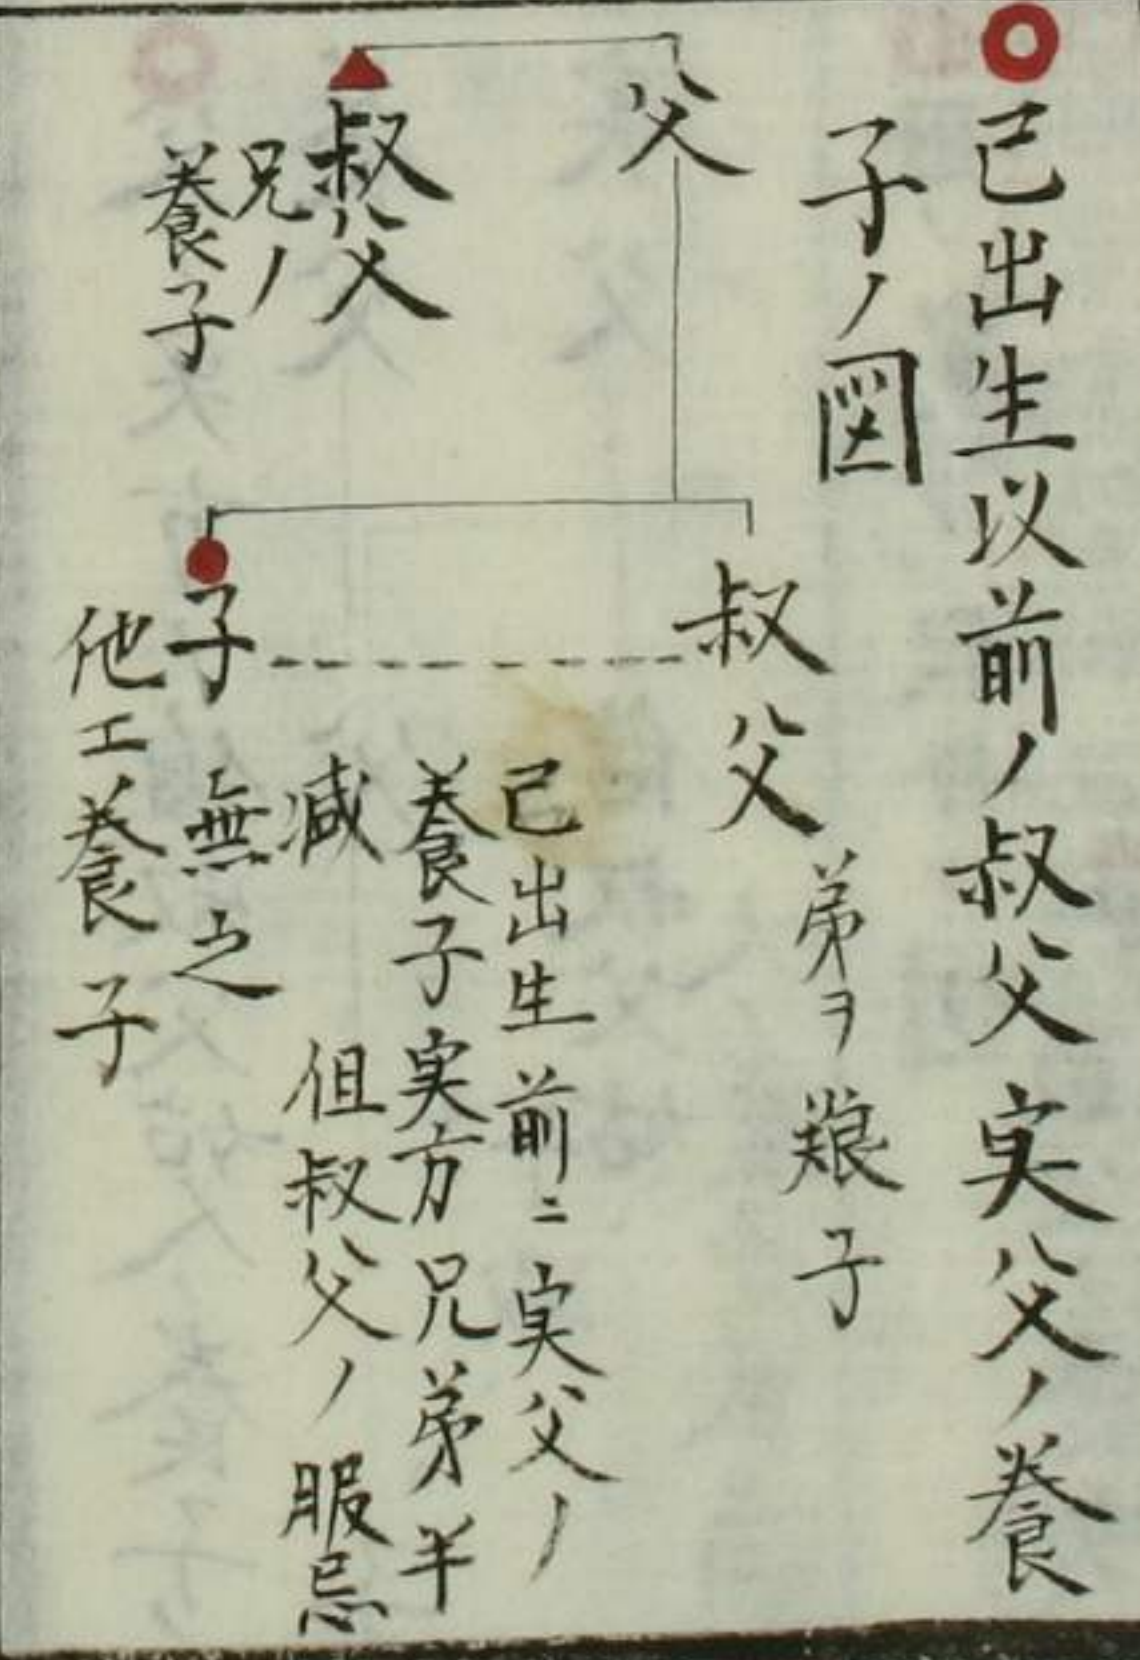 己出生以前ノ叔父実父ノ養
子ノ図
父
叔父
兄ノ
養子
叔父
弟ヲ
子
己出生前ニ実父ノ
養子実方兄弟半
減 但叔父ノ服忌
無之
子
他エ養子